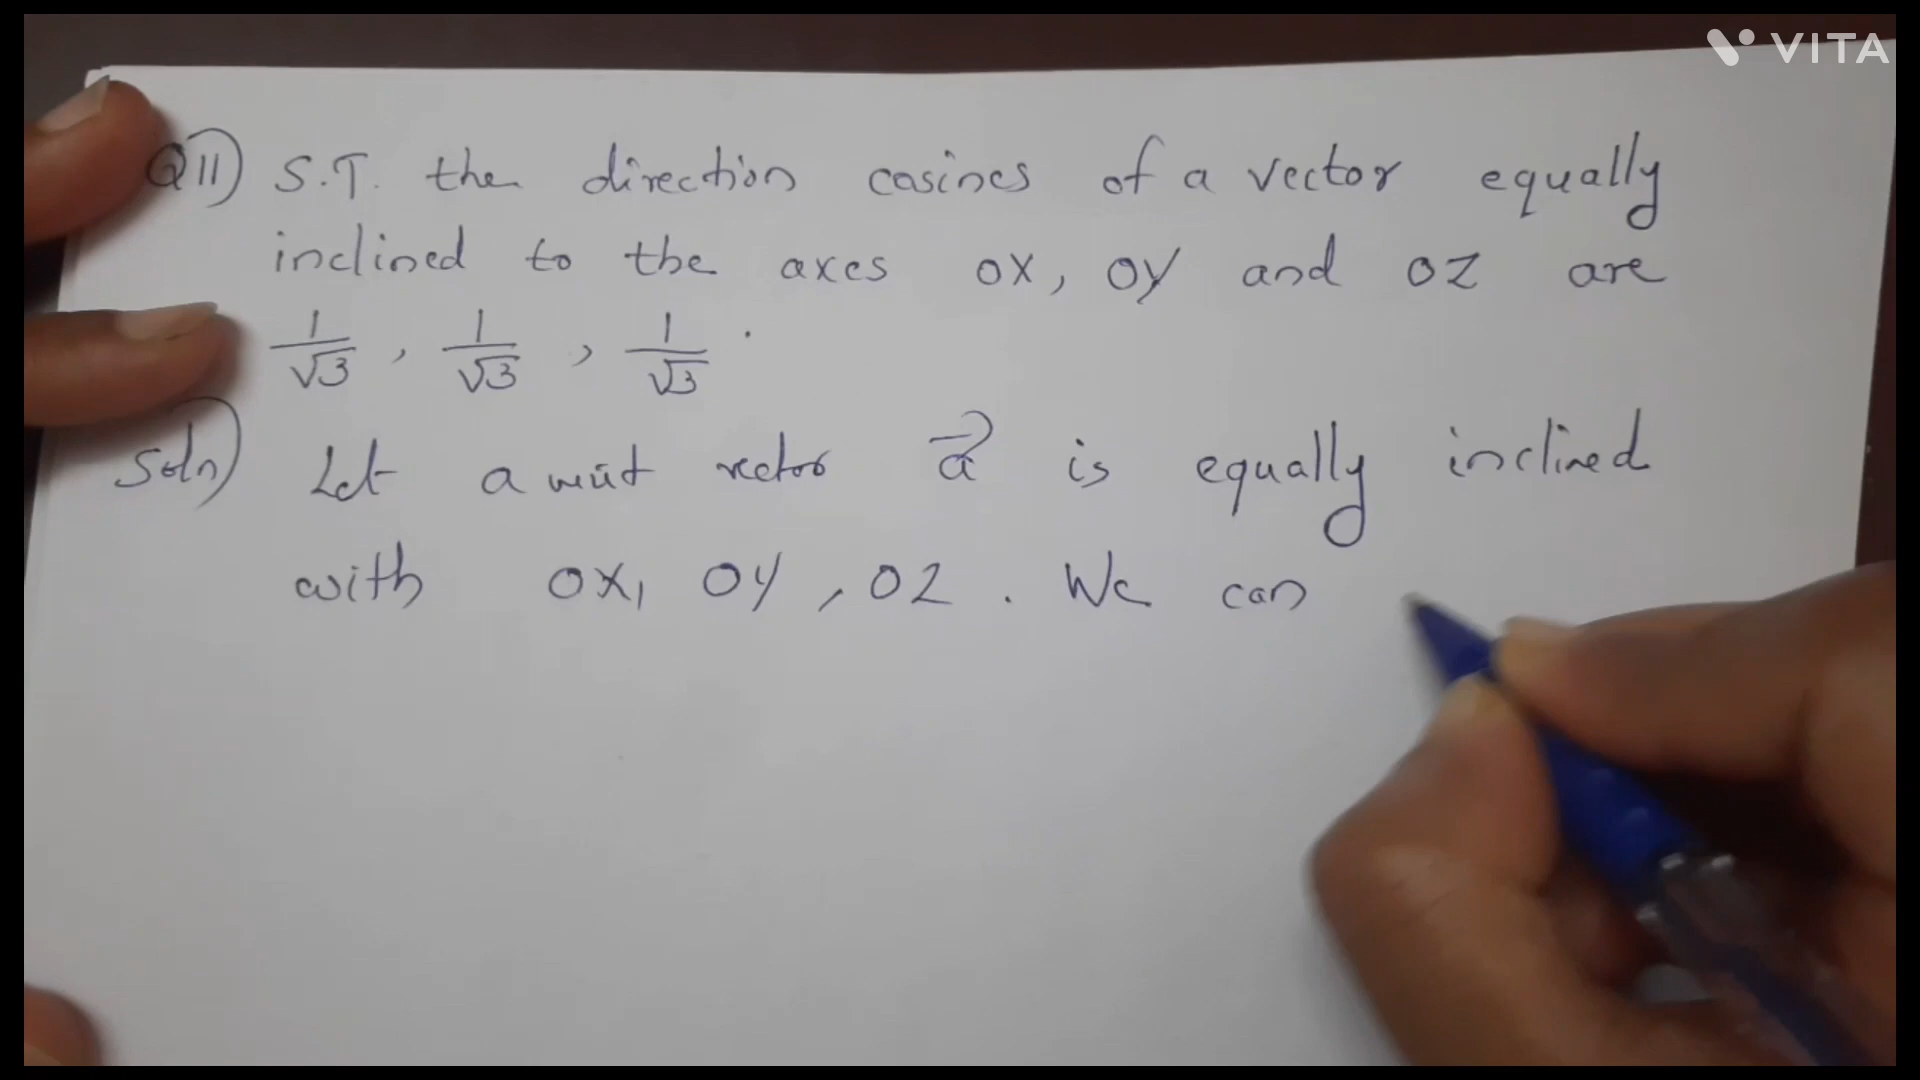 VITA
Q11) S.T. the direction cosines of a vector equally
inclined to the axes OX, OY and OZ are
1/√3, 1/√3, 1/√3.
Soln) Let a unit vector a⃗ is equally inclined
with OX, OY, OZ. We can